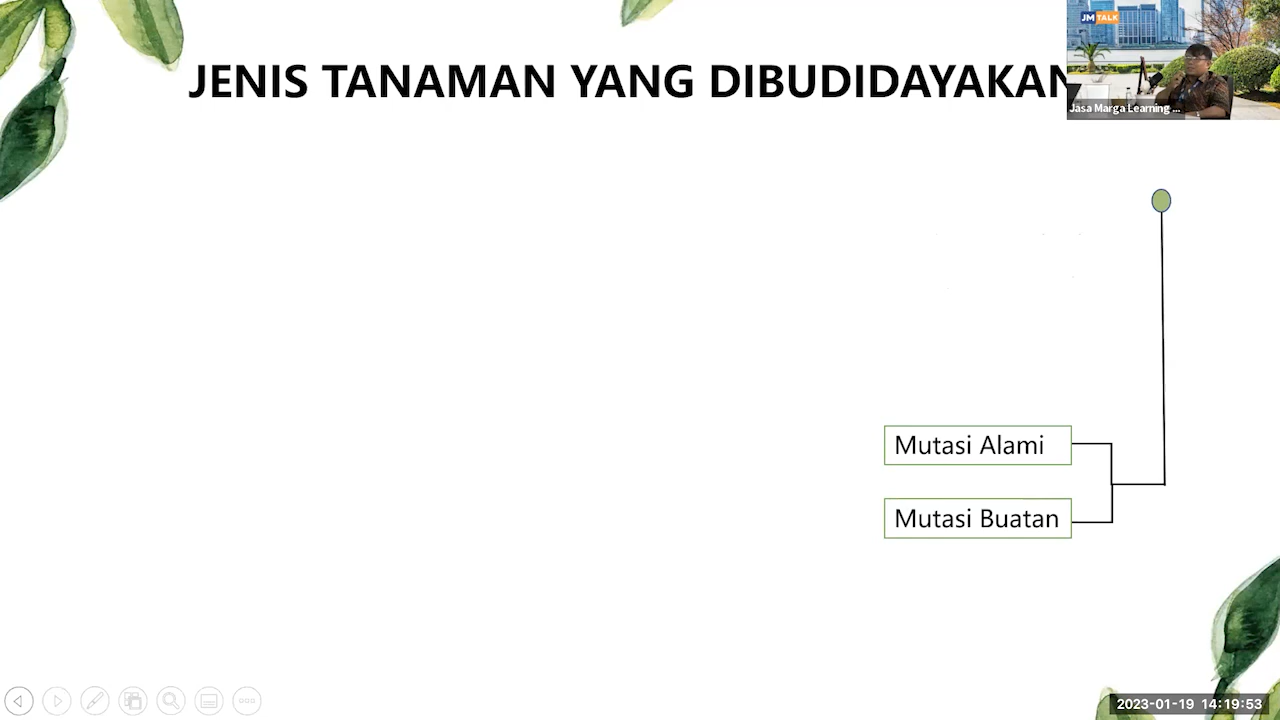 JENIS TANAMAN YANG DIBUDIDAYAKAN
JM TALK
Jasa Marga Learning ...
Mutasi Alami
Mutasi Buatan
2023-01-19 14:19:53